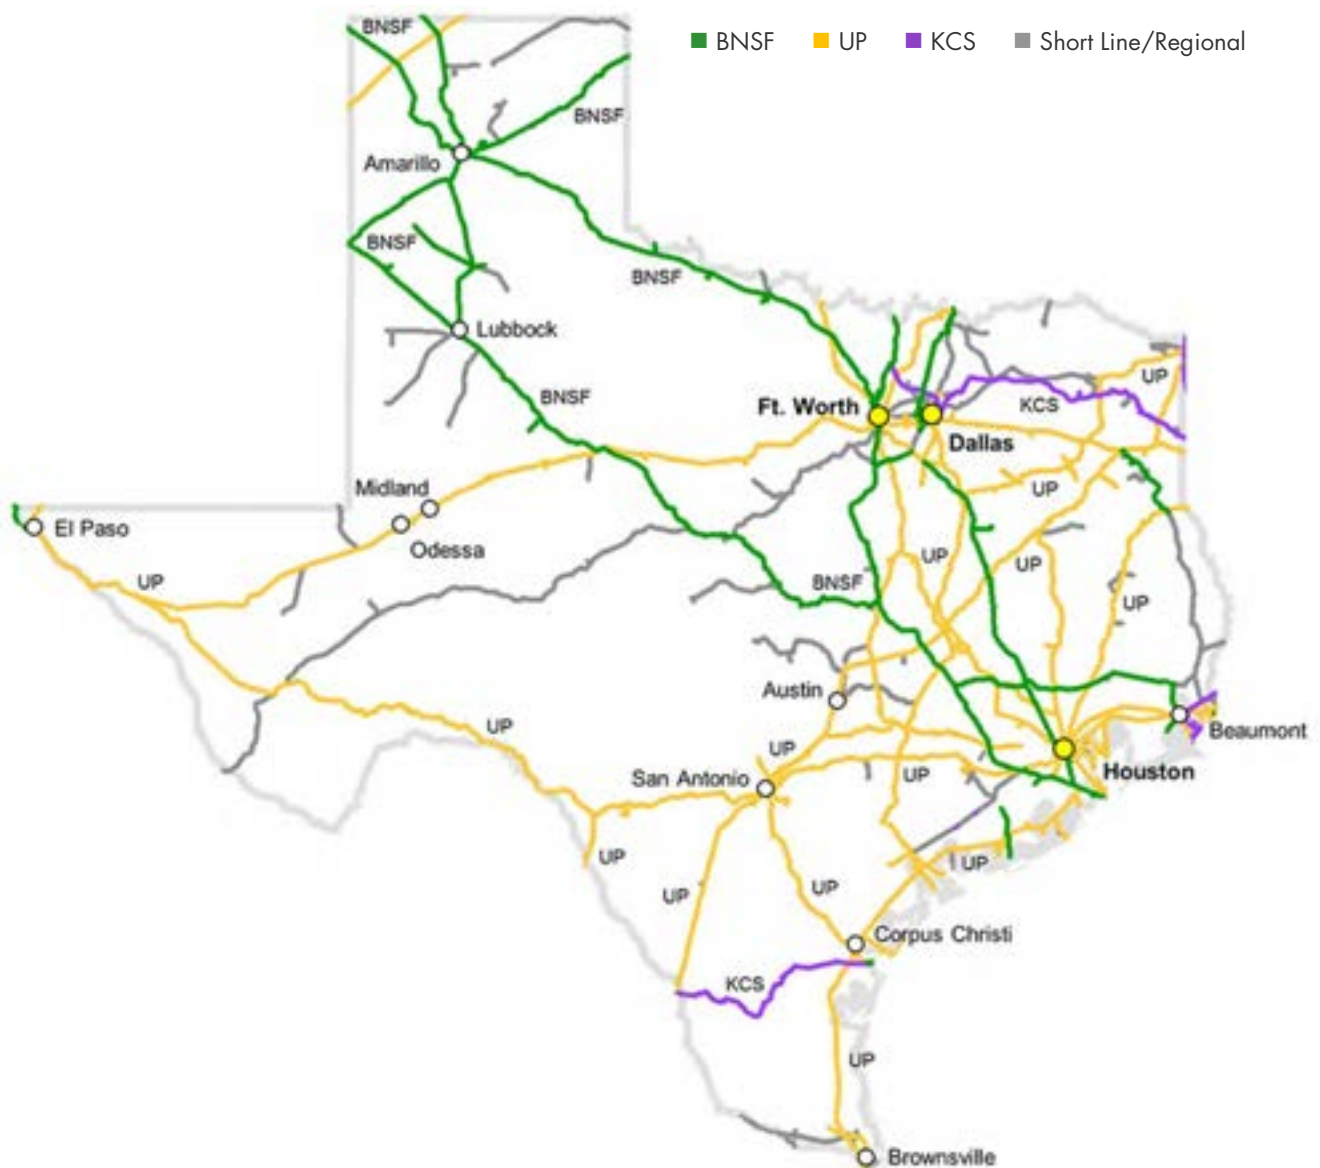 BNSF
BNSF UP KCS Short Line/Regional
BNSF
Amarillo
BNSF
BNSF
Lubbock
UP
BNSF
KCS
Ft. Worth
Dallas
Midland
UP
El Paso
Odessa
UP
UP
UP
BNSF
UP
Austin
UP
Beaumont
UP
Houston
San Antonio
UP
UP
UP
UP
UP
Corpus Christi
KCS
UP
Brownsville